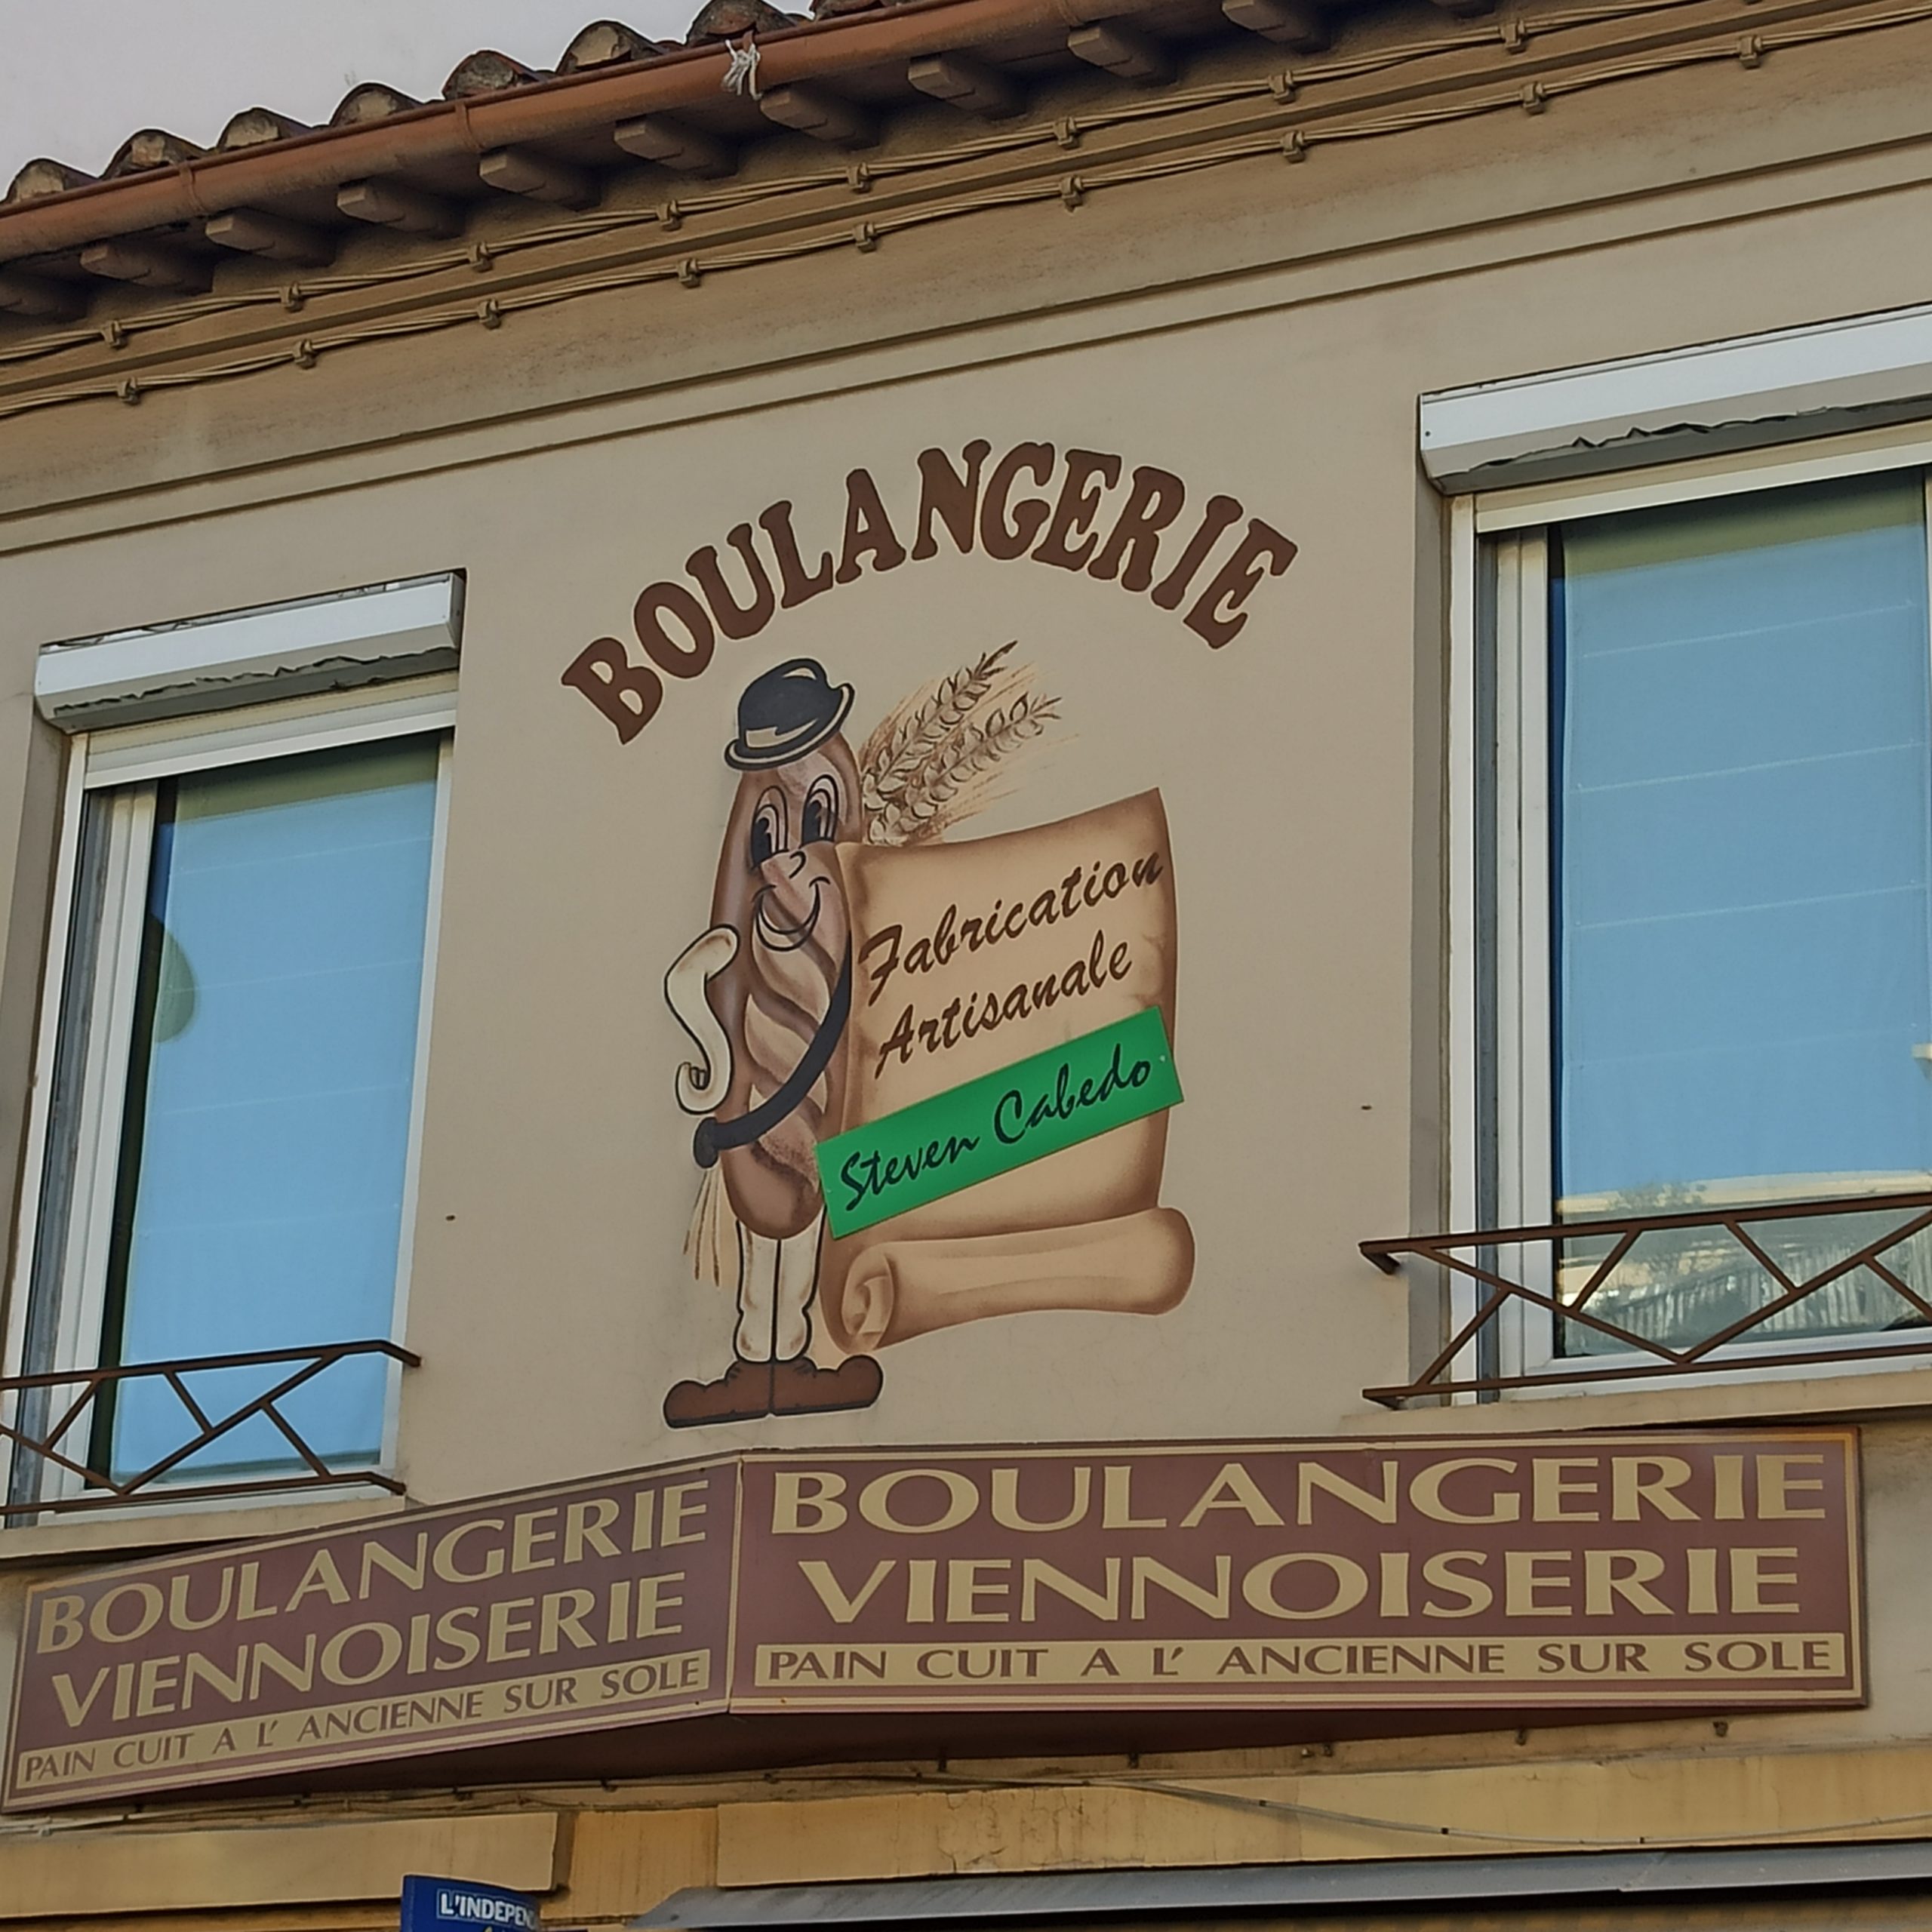 BOULANGERIE
Fabrication
Artisanale
Steven Cabedo
BOULANGERIE
VIENNOISERIE
PAIN CUIT A L' ANCIENNE SUR SOLE
BOULANGERIE
VIENNOISERIE
PAIN CUIT A L' ANCIENNE SUR SOLE